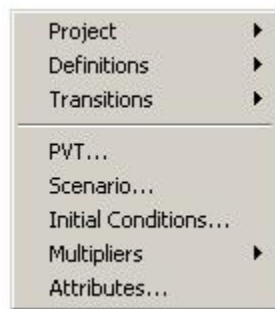 Project
Definitions
Transitions
PVT...
Scenario...
Initial Conditions...
Multipliers
Attributes...